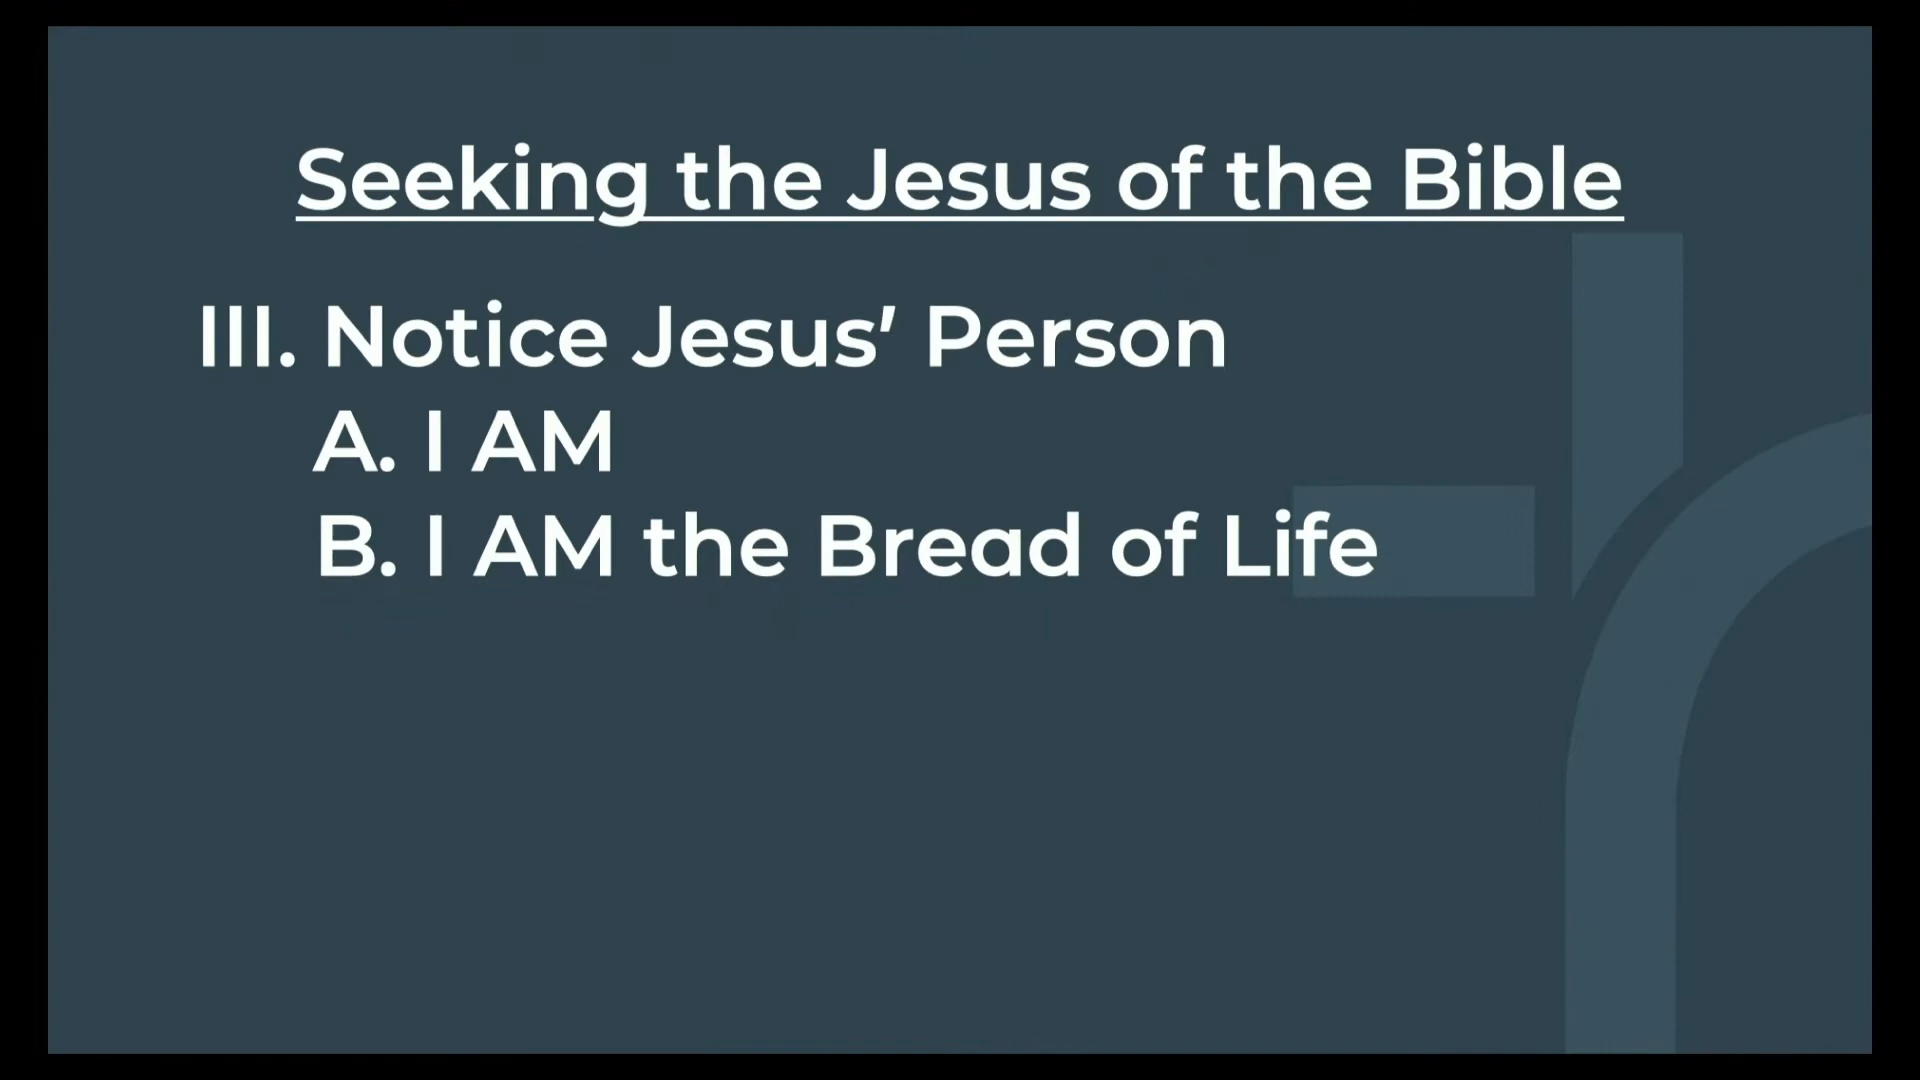 Seeking the Jesus of the Bible
III. Notice Jesus’ Person
A. I AM
B. I AM the Bread of Life